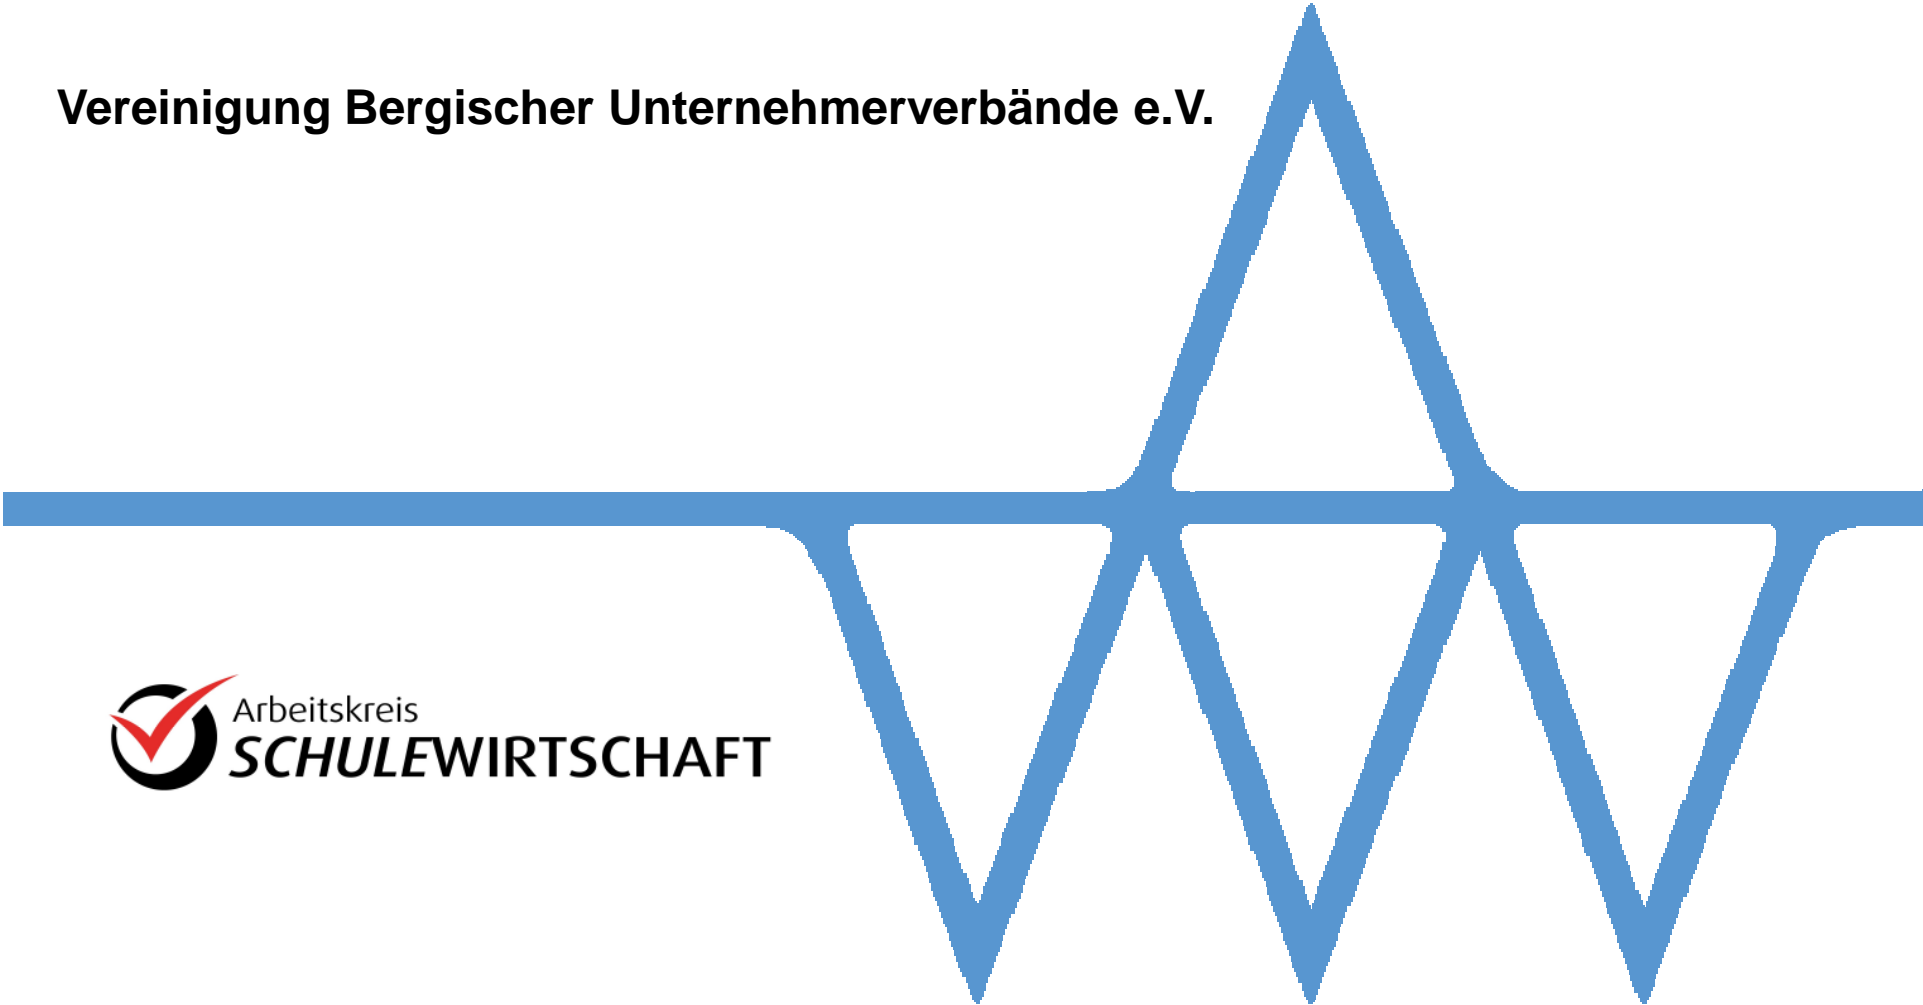 Vereinigung Bergischer Unternehmerverbände e.V.
Arbeitskreis
SCHULEWIRTSCHAFT